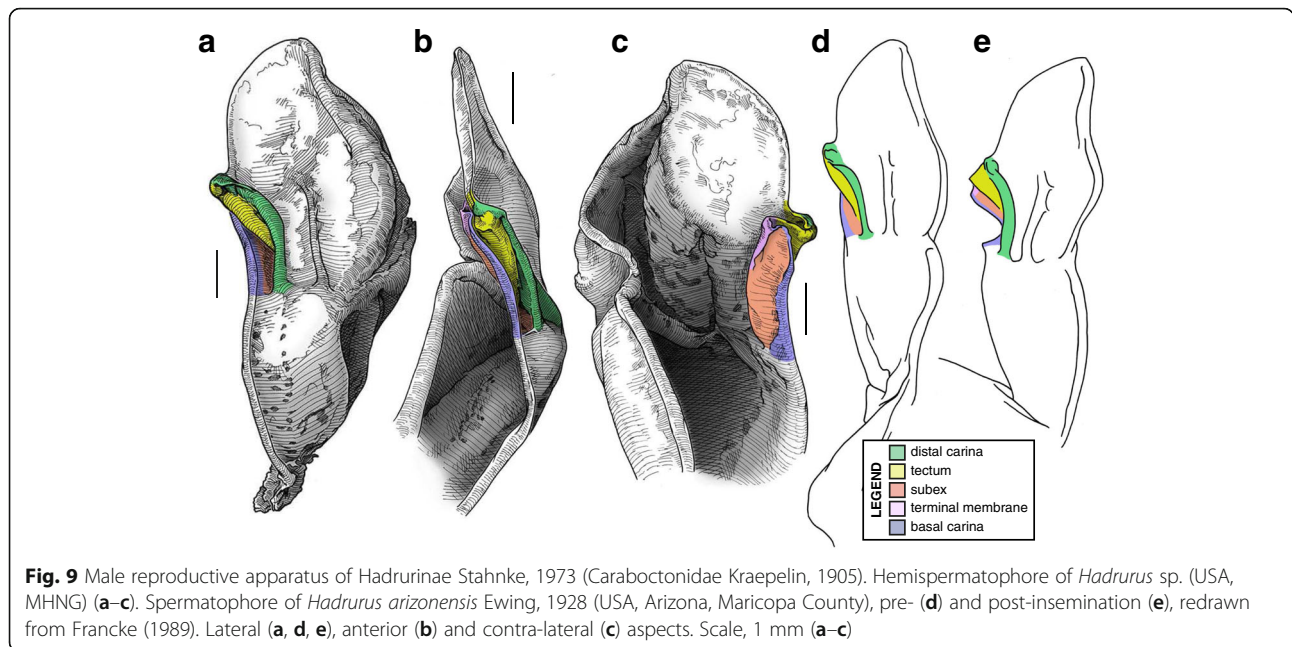 a
b
c
d
e
LEGEND
distal carina
tectum
subex
terminal membrane
basal carina
Fig. 9 Male reproductive apparatus of Hadrurinae Stahnke, 1973 (Caraboctonidae Kraepelin, 1905). Hemispermatophore of Hadrurus sp. (USA,
MHNG) (a–c). Spermatophore of Hadrurus arizonensis Ewing, 1928 (USA, Arizona, Maricopa County), pre- (d) and post-insemination (e), redrawn
from Francke (1989). Lateral (a, d, e), anterior (b) and contra-lateral (c) aspects. Scale, 1 mm (a–c)